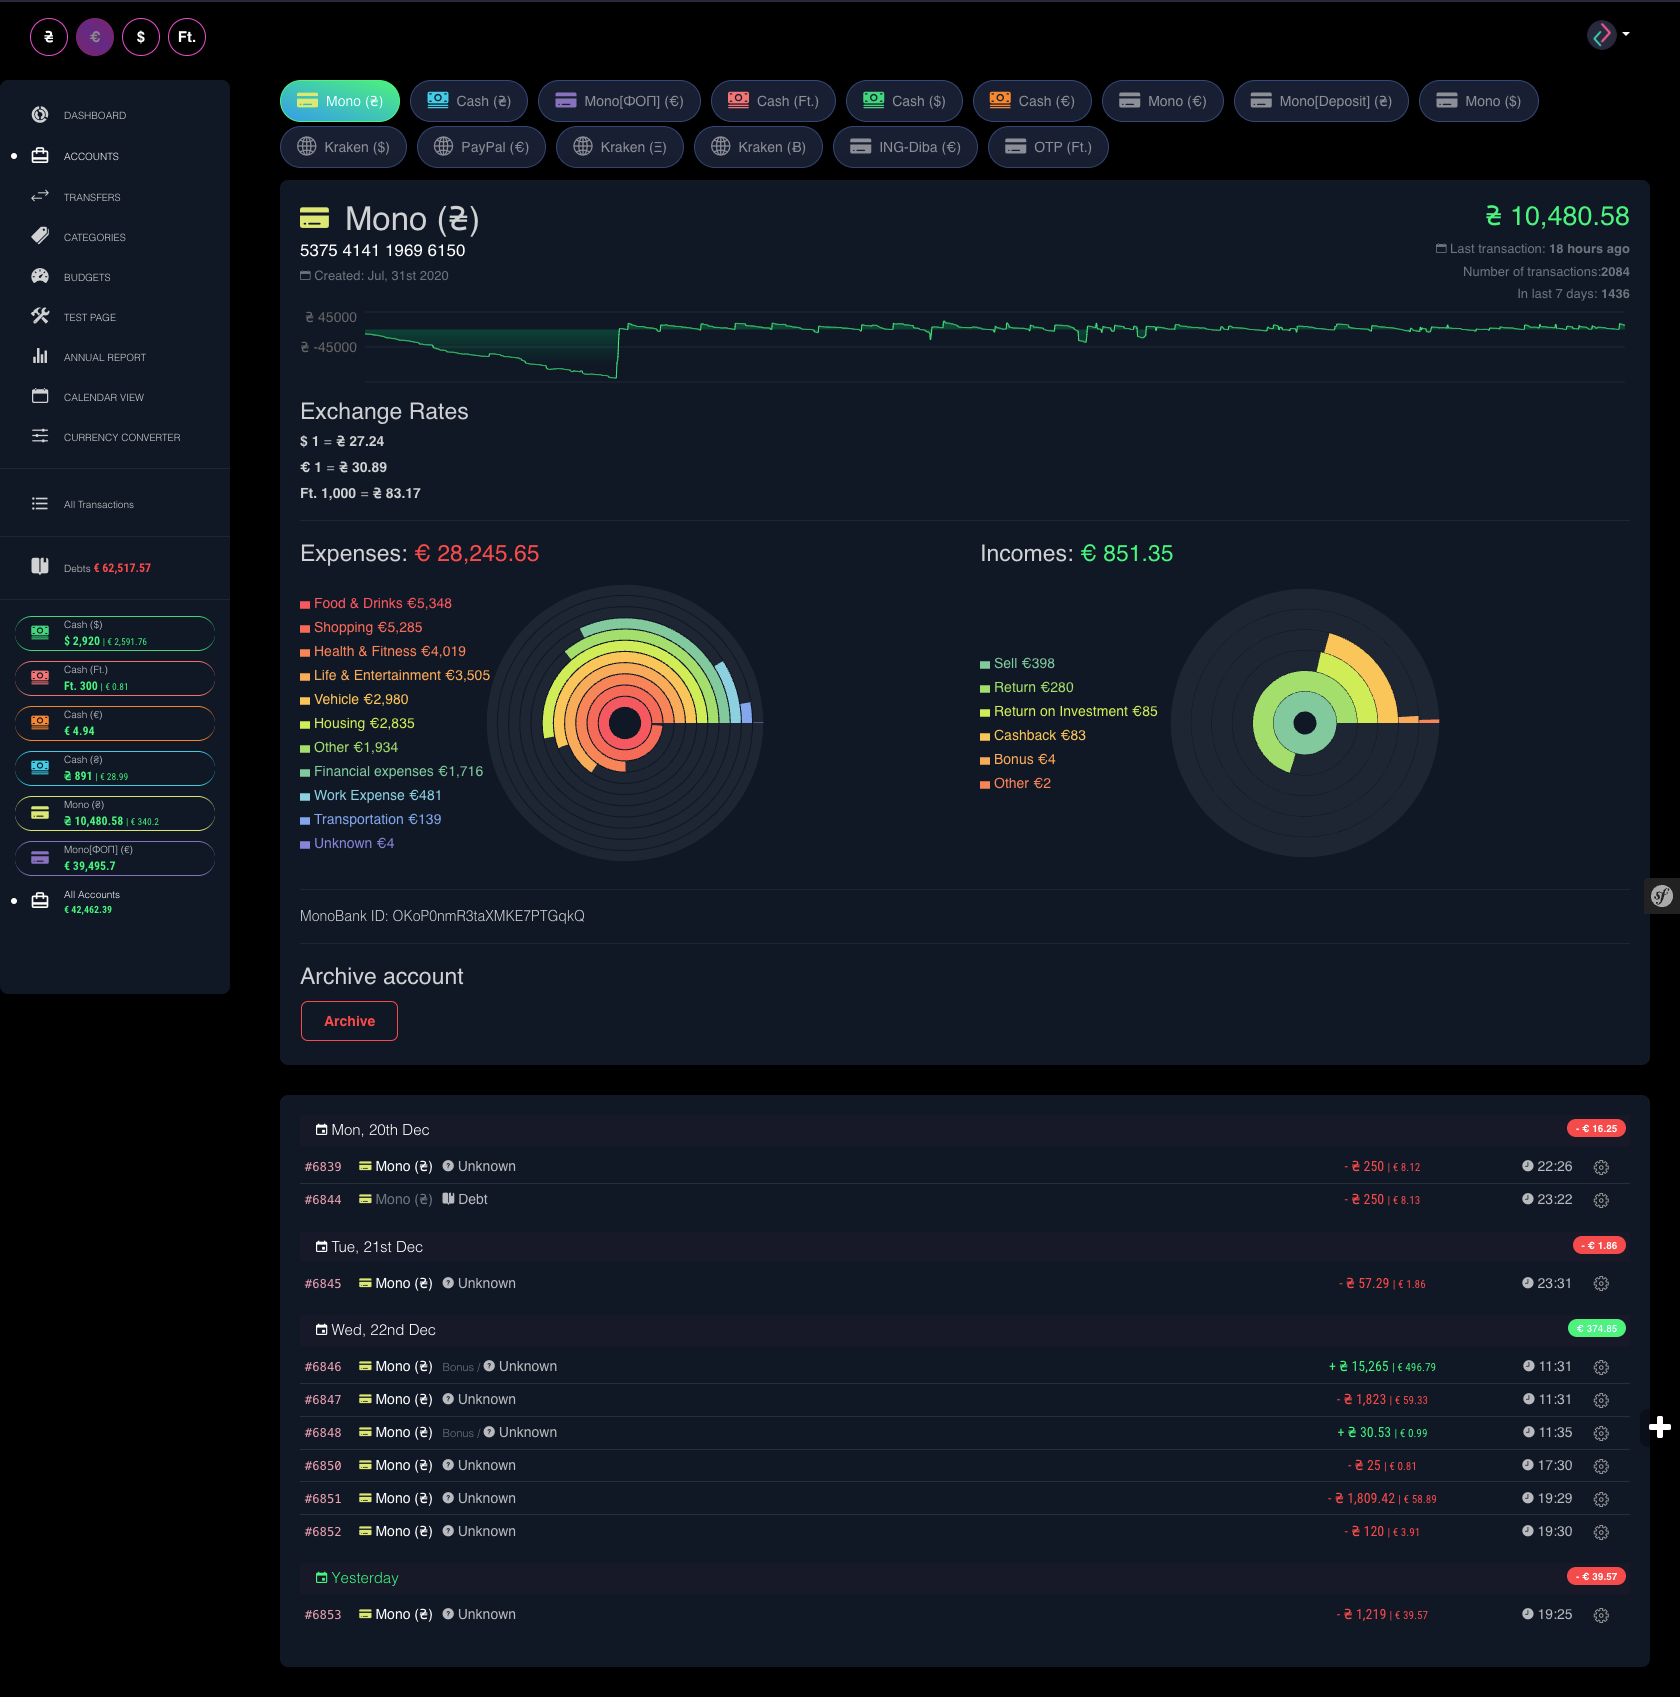 ₴ € $ Ft.
DASHBOARD
ACCOUNTS
TRANSFERS
CATEGORIES
BUDGETS
TEST PAGE
ANNUAL REPORT
CALENDAR VIEW
CURRENCY CONVERTER
All Transactions
Debts € 62,517.57
Cash ($)
$ 2,920 | € 2,591.76
Cash (Ft.)
Ft. 300 | € 0.81
Cash (€)
€ 4.94
Cash (₴)
₴ 891 | € 28.99
Mono (₴)
₴ 10,480.58 | € 340.2
Mono[ФОП] (€)
€ 39,495.7
All Accounts
€ 42,462.39
Mono (₴) Cash (₴) Mono[ФОП] (€) Cash (Ft.) Cash ($) Cash (€) Mono (€) Mono[Deposit] (₴) Mono ($)
Kraken ($) PayPal (€) Kraken (Ξ) Kraken (Ƀ) ING-Diba (€) OTP (Ft.)
Mono (₴)
5375 4141 1969 6150
Created: Jul, 31st 2020
₴ 10,480.58
Last transaction: 18 hours ago
Number of transactions:2084
In last 7 days: 1436
₴ 45000
₴ -45000
Exchange Rates
$ 1 = ₴ 27.24
€ 1 = ₴ 30.89
Ft. 1,000 = ₴ 83.17
Expenses: € 28,245.65
Food & Drinks €5,348
Shopping €5,285
Health & Fitness €4,019
Life & Entertainment €3,505
Vehicle €2,980
Housing €2,835
Other €1,934
Financial expenses €1,716
Work Expense €481
Transportation €139
Unknown €4
Incomes: € 851.35
Sell €398
Return €280
Return on Investment €85
Cashback €83
Bonus €4
Other €2
MonoBank ID: OKoP0nmR3taXMKE7PTGqkQ
Archive account
Archive
Mon, 20th Dec - € 16.25
#6839 Mono (₴) Unknown - ₴ 250 | € 8.12 22:26
#6844 Mono (₴) Debt - ₴ 250 | € 8.13 23:22
Tue, 21st Dec - € 1.86
#6845 Mono (₴) Unknown - ₴ 57.29 | € 1.86 23:31
Wed, 22nd Dec € 374.85
#6846 Mono (₴) Bonus / Unknown + ₴ 15,265 | € 496.79 11:31
#6847 Mono (₴) Unknown - ₴ 1,823 | € 59.33 11:31
#6848 Mono (₴) Bonus / Unknown + ₴ 30.53 | € 0.99 11:35
#6850 Mono (₴) Unknown - ₴ 25 | € 0.81 17:30
#6851 Mono (₴) Unknown - ₴ 1,809.42 | € 58.89 19:29
#6852 Mono (₴) Unknown - ₴ 120 | € 3.91 19:30
Yesterday - € 39.57
#6853 Mono (₴) Unknown - ₴ 1,219 | € 39.57 19:25